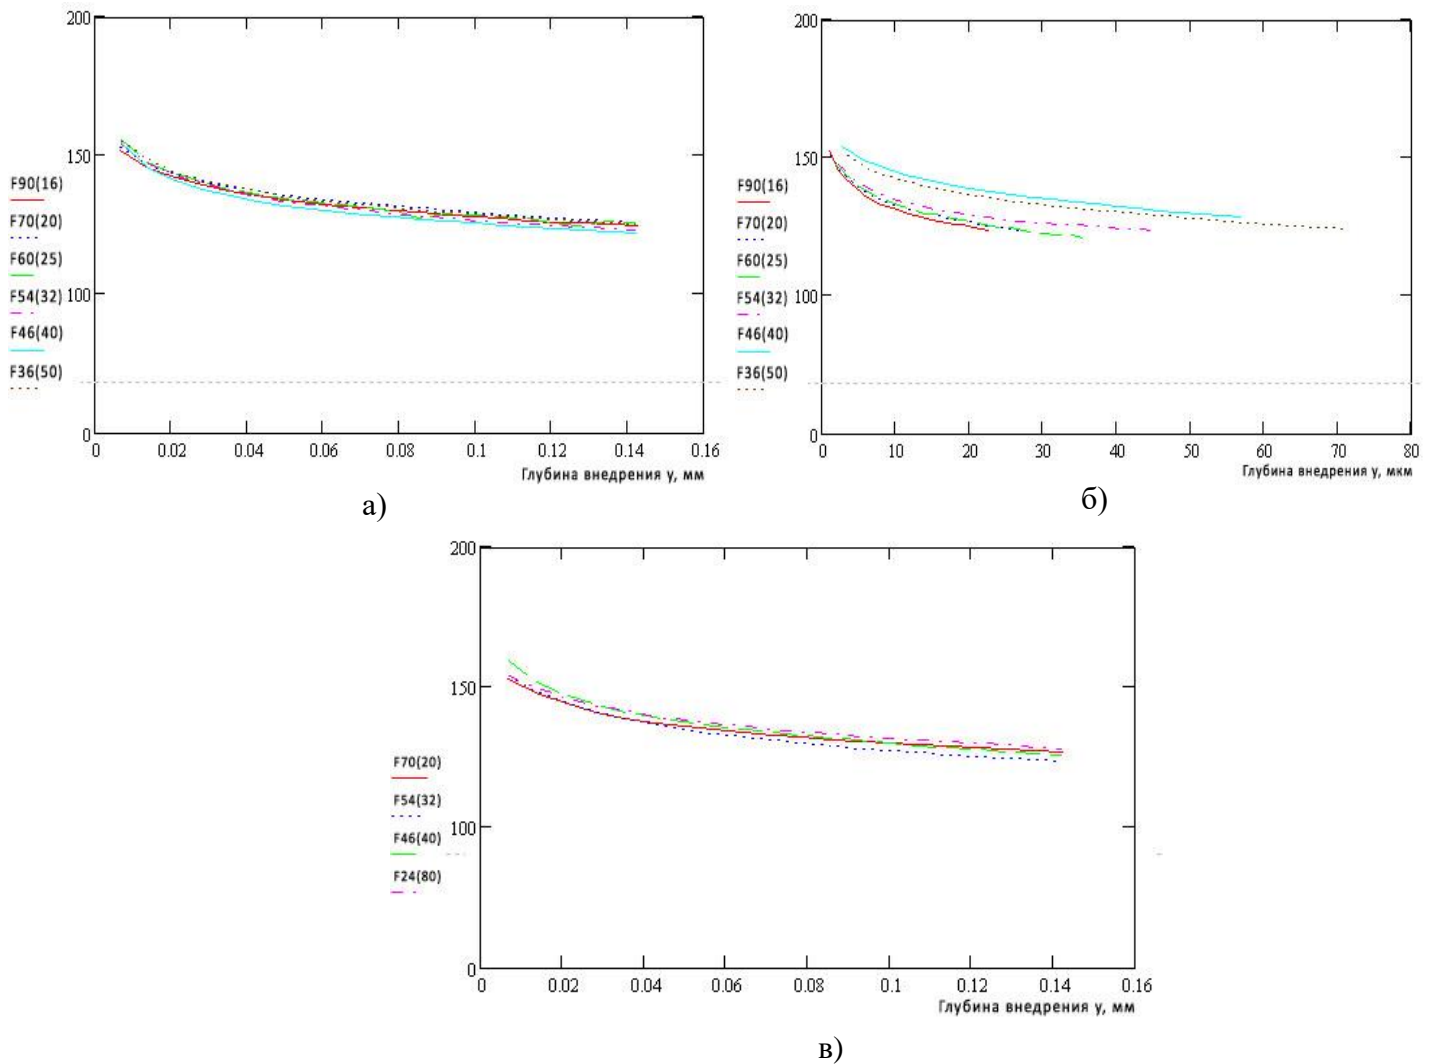 200
150
100
0
F90(16)
F70(20)
F60(25)
F54(32)
F46(40)
F36(50)
0 0.02 0.04 0.06 0.08 0.1 0.12 0.14 0.16
Глубина внедрения y, мм
а)
200
150
100
0
F90(16)
F70(20)
F60(25)
F54(32)
F46(40)
F36(50)
0 10 20 30 40 50 60 70 80
Глубина внедрения y, мкм
б)
200
150
100
0
F70(20)
F54(32)
F46(40)
F24(80)
0 0.02 0.04 0.06 0.08 0.1 0.12 0.14 0.16
Глубина внедрения y, мм
в)